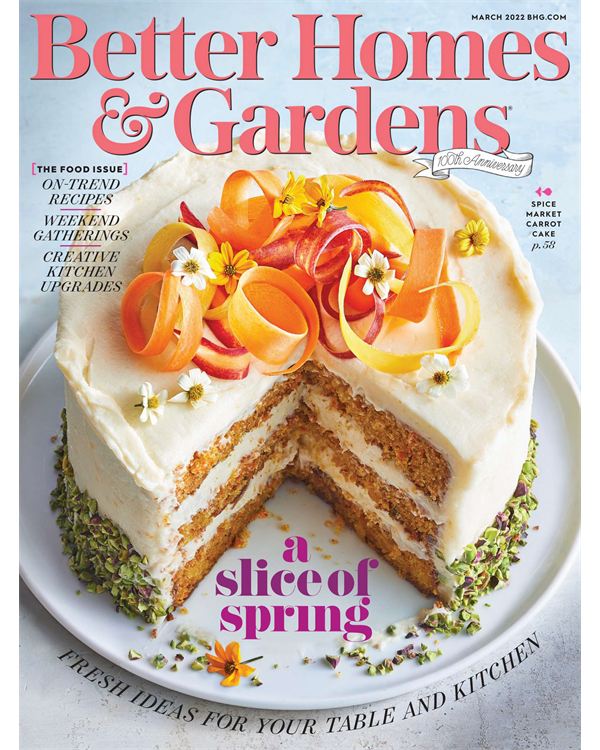 MARCH 2022 BHG.COM
Better Homes
& Gardens
100th Anniversary
[THE FOOD ISSUE]
ON-TREND
RECIPES
WEEKEND
GATHERINGS
CREATIVE
KITCHEN
UPGRADES
SPICE
MARKET
CARROT
CAKE
p. 58
a
slice of
spring
FRESH IDEAS FOR YOUR TABLE AND KITCHEN